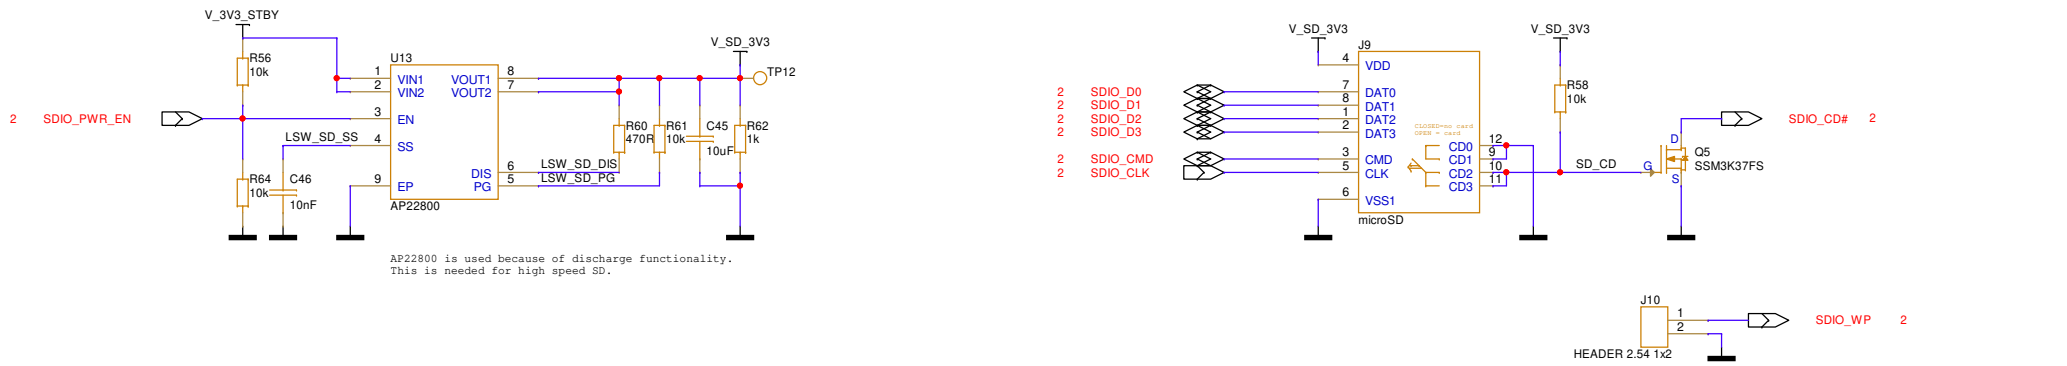 V_3V3_STBY
R56
10k
2 SDIO_PWR_EN
R64
10k
C46
10nF
LSW_SD_SS
U13
1 VIN1
2 VIN2
3 EN
4 SS
9 EP
VOUT1 8
VOUT2 7
DIS 6
PG 5
AP22800
LSW_SD_DIS
LSW_SD_PG
R60
470R
R61
10k
C45
10uF
R62
1k
V_SD_3V3
TP12
AP22800 is used because of discharge functionality.
This is needed for high speed SD.
V_SD_3V3
J9
4 VDD
2 SDIO_D0 7 DAT0
2 SDIO_D1 8 DAT1
2 SDIO_D2 1 DAT2
2 SDIO_D3 2 DAT3
2 SDIO_CMD 3 CMD
2 SDIO_CLK 5 CLK
6 VSS1
microSD
CLOSED=no card
OPEN = card
CD0 12
CD1 9
CD2 10
CD3 11
V_SD_3V3
R58
10k
SD_CD
G
D
S
Q5
SSM3K37FS
SDIO_CD# 2
J10
1
2
SDIO_WP 2
HEADER 2.54 1x2